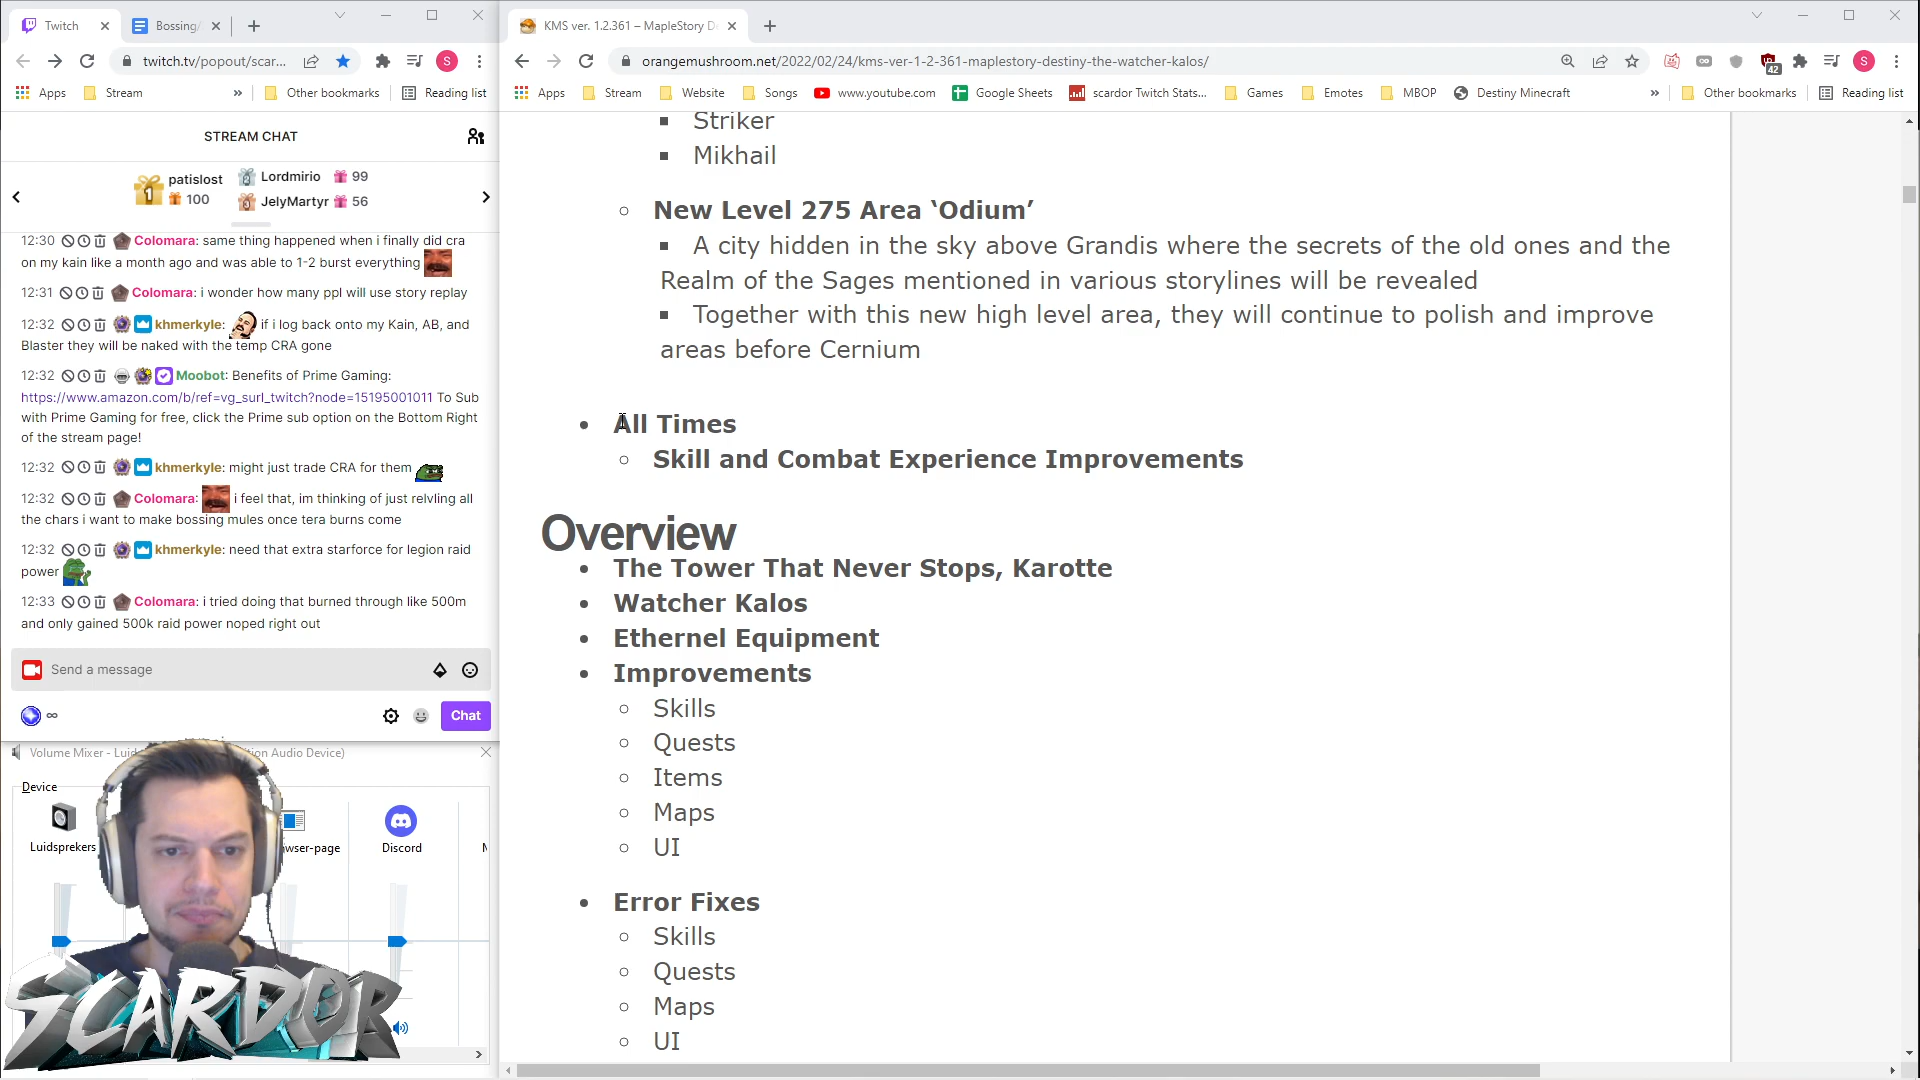 Twitch
Bossing/
twitch.tv/popout/scar...
S
Apps
Stream
»
Other bookmarks
Reading list
STREAM CHAT
1
patislost
100
Lordmirio 99
JelyMartyr 56
12:30 Colomara: same thing happened when i finally did cra
on my kain like a month ago and was able to 1-2 burst everything
12:31 Colomara: i wonder how many ppl will use story replay
12:32 khmerkyle: if i log back onto my Kain, AB, and
Blaster they will be naked with the temp CRA gone
12:32 Moobot: Benefits of Prime Gaming:
https://www.amazon.com/b/ref=vg_surl_twitch?node=15195001011 To Sub
with Prime Gaming for free, click the Prime sub option on the Bottom Right
of the stream page!
12:32 khmerkyle: might just trade CRA for them
12:32 Colomara: i feel that, im thinking of just relvling all
the chars i want to make bossing mules once tera burns come
12:32 khmerkyle: need that extra starforce for legion raid
power
12:33 Colomara: i tried doing that burned through like 500m
and only gained 500k raid power noped right out
Send a message
∞
Chat
Volume Mixer - Luid
on Audio Device)
Device
Luidsprekers
wser-page
Discord
SCARDOR
KMS ver. 1.2.361 – MapleStory D
orangemushroom.net/2022/02/24/kms-ver-1-2-361-maplestory-destiny-the-watcher-kalos/
42
S
Apps
Stream
Website
Songs
www.youtube.com
Google Sheets
scardor Twitch Stats...
Games
Emotes
MBOP
Destiny Minecraft
»
Other bookmarks
Reading list
Striker
Mikhail
New Level 275 Area ‘Odium’
A city hidden in the sky above Grandis where the secrets of the old ones and the
Realm of the Sages mentioned in various storylines will be revealed
Together with this new high level area, they will continue to polish and improve
areas before Cernium
All Times
Skill and Combat Experience Improvements
Overview
The Tower That Never Stops, Karotte
Watcher Kalos
Ethernel Equipment
Improvements
Skills
Quests
Items
Maps
UI
Error Fixes
Skills
Quests
Maps
UI